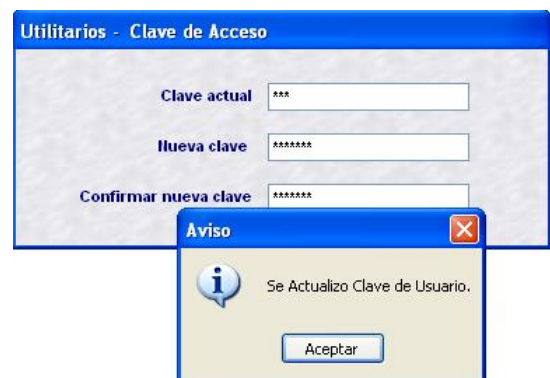 Utilitarios - Clave de Acceso
Clave actual ***
Nueva clave *******
Confirmar nueva clave *******
Aviso
Se Actualizo Clave de Usuario.
Aceptar